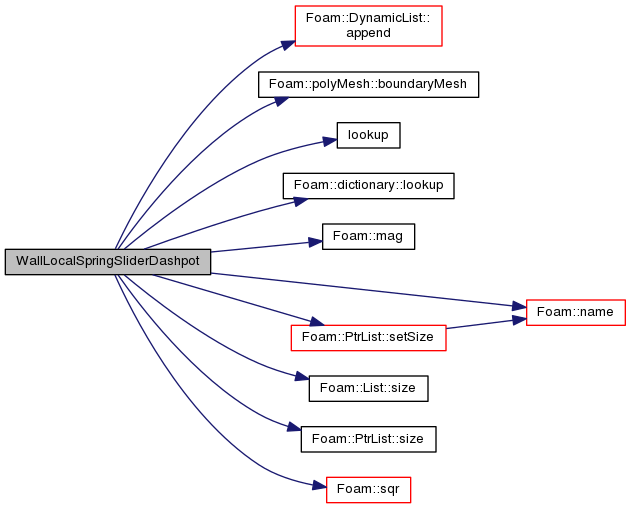 Foam::DynamicList::
append
Foam::polyMesh::boundaryMesh
lookup
Foam::dictionary::lookup
Foam::mag
WallLocalSpringSliderDashpot
Foam::name
Foam::PtrList::setSize
Foam::List::size
Foam::PtrList::size
Foam::sqr